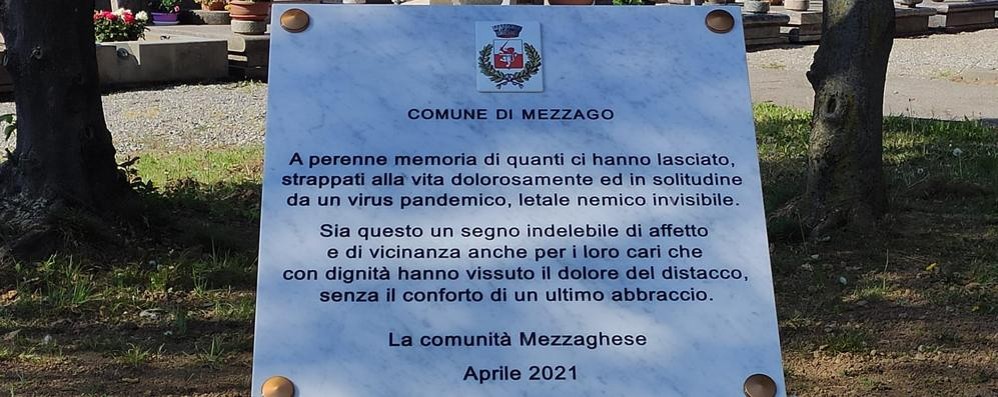 COMUNE DI MEZZAGO
A perenne memoria di quanti ci hanno lasciato,
strappati alla vita dolorosamente ed in solitudine
da un virus pandemico, letale nemico invisibile.
Sia questo un segno indelebile di affetto
e di vicinanza anche per i loro cari che
con dignità hanno vissuto il dolore del distacco,
senza il conforto di un ultimo abbraccio.
La comunità Mezzaghese
Aprile 2021